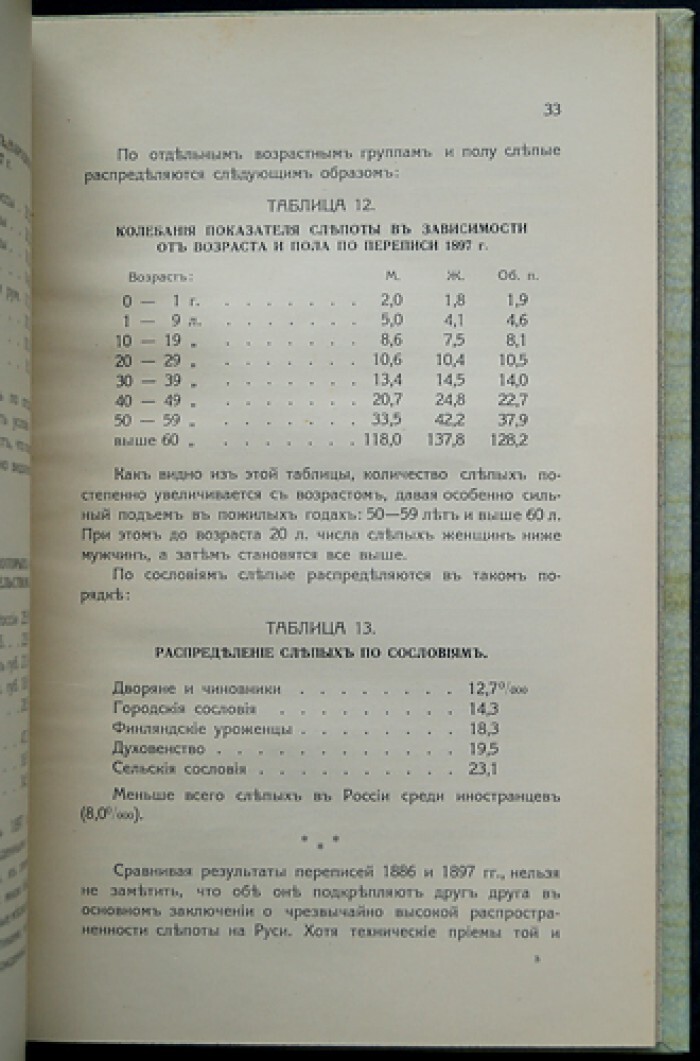 33
По отдѣльнымъ возрастнымъ группамъ и полу слѣпые
распредѣляются слѣдующимъ образомъ:
ТАБЛИЦА 12.
КОЛЕБАНІЯ ПОКАЗАТЕЛЯ СЛѢПОТЫ ВЪ ЗАВИСИМОСТИ
ОТЪ ВОЗРАСТА И ПОЛА ПО ПЕРЕПИСИ 1897 г.
Возрастъ: М. Ж. Об. п.
0 — 1 г. . . . . . . . 2,0 1,8 1,9
1 — 9 л. . . . . . . . 5,0 4,1 4,6
10 — 19 „ . . . . . . . 8,6 7,5 8,1
20 — 29 „ . . . . . . . 10,6 10,4 10,5
30 — 39 „ . . . . . . . 13,4 14,5 14,0
40 — 49 „ . . . . . . . 20,7 24,8 22,7
50 — 59 „ . . . . . . . 33,5 42,2 37,9
выше 60 „ . . . . . . . 118,0 137,8 128,2
Какъ видно изъ этой таблицы, количество слѣпыхъ по-
степенно увеличивается съ возрастомъ, давая особенно силь-
ный подъемъ въ пожилыхъ годахъ: 50—59 лѣтъ и выше 60 л.
При этомъ до возраста 20 л. числа слѣпыхъ женщинъ ниже
мужчинъ, а затѣмъ становятся все выше.
По сословіямъ слѣпые распредѣляются въ такомъ по-
рядкѣ:
ТАБЛИЦА 13.
РАСПРЕДѢЛЕНІЕ СЛѢПЫХЪ ПО СОСЛОВІЯМЪ.
Дворяне и чиновники . . . . . . . . 12,7⁰/₀₀₀
Городскія сословія . . . . . . . . . 14,3
Финляндскіе уроженцы . . . . . . . . 18,3
Духовенство . . . . . . . . . . . . 19,5
Сельскія сословія . . . . . . . . . . 23,1
Меньше всего слѣпыхъ въ Россіи среди иностранцевъ
(8,0⁰/₀₀₀).
* * *
Сравнивая результаты переписей 1886 и 1897 гг., нельзя
не замѣтить, что обѣ онѣ подкрѣпляютъ другъ друга въ
основномъ заключеніи о чрезвычайно высокой распростра-
ненности слѣпоты на Руси. Хотя техническіе пріемы той и